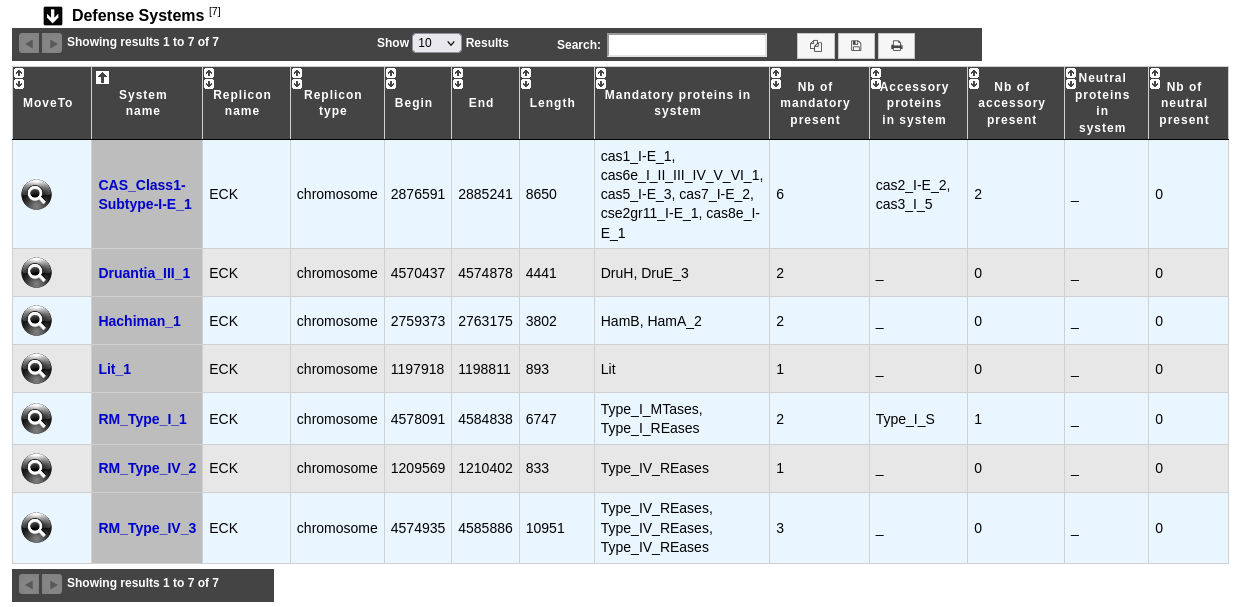 Defense Systems [7]
Showing results 1 to 7 of 7 Show 10 Results Search:
MoveTo System name Replicon name Replicon type Begin End Length Mandatory proteins in system Nb of mandatory present Accessory proteins in system Nb of accessory present Neutral proteins in system Nb of neutral present
CAS_Class1-Subtype-I-E_1 ECK chromosome 2876591 2885241 8650 cas1_I-E_1, cas6e_I_II_III_IV_V_VI_1, cas5_I-E_3, cas7_I-E_2, cse2gr11_I-E_1, cas8e_I-E_1 6 cas2_I-E_2, cas3_I_5 2 _ 0
Druantia_III_1 ECK chromosome 4570437 4574878 4441 DruH, DruE_3 2 _ 0 _ 0
Hachiman_1 ECK chromosome 2759373 2763175 3802 HamB, HamA_2 2 _ 0 _ 0
Lit_1 ECK chromosome 1197918 1198811 893 Lit 1 _ 0 _ 0
RM_Type_I_1 ECK chromosome 4578091 4584838 6747 Type_I_MTases, Type_I_REases 2 Type_I_S 1 _ 0
RM_Type_IV_2 ECK chromosome 1209569 1210402 833 Type_IV_REases 1 _ 0 _ 0
RM_Type_IV_3 ECK chromosome 4574935 4585886 10951 Type_IV_REases, Type_IV_REases, Type_IV_REases 3 _ 0 _ 0
Showing results 1 to 7 of 7